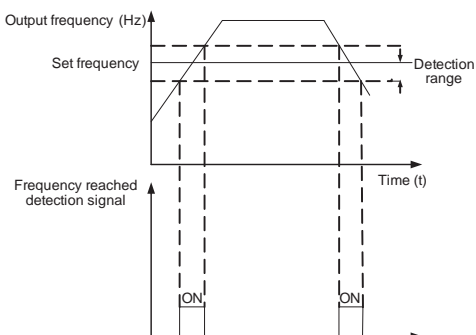 Output frequency (Hz)
Set frequency
Detection
range
Time (t)
Frequency reached
detection signal
ON
ON